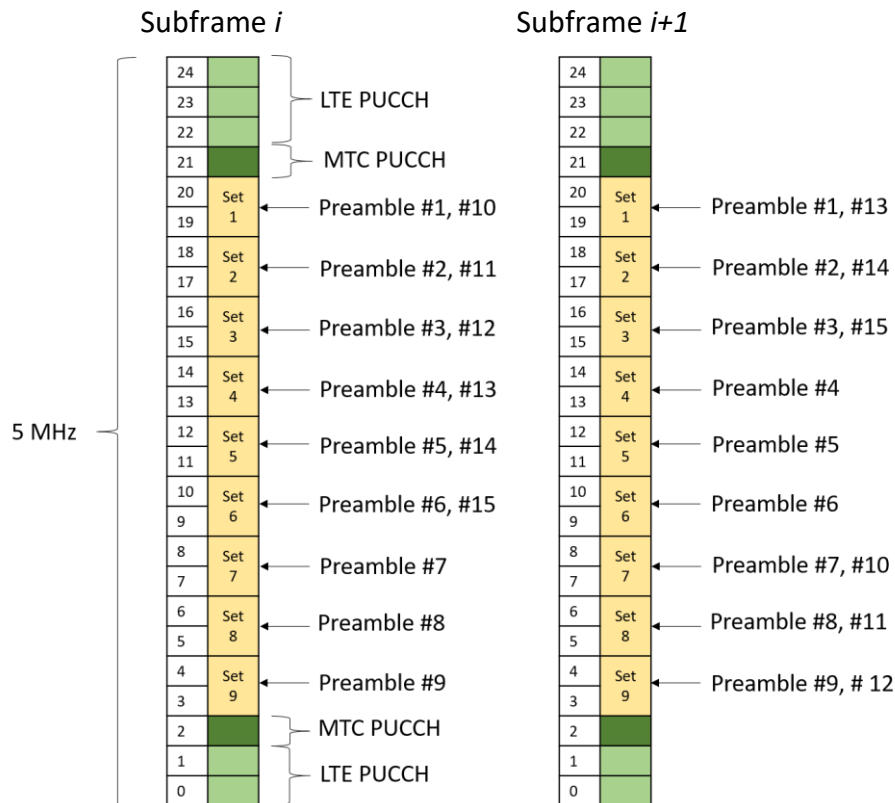 Subframe i
Subframe i+1
5 MHz
24
23
22
21
20
19
18
17
16
15
14
13
12
11
10
9
8
7
6
5
4
3
2
1
0
Set
1
Set
2
Set
3
Set
4
Set
5
Set
6
Set
7
Set
8
Set
9
LTE PUCCH
MTC PUCCH
Preamble #1, #10
Preamble #2, #11
Preamble #3, #12
Preamble #4, #13
Preamble #5, #14
Preamble #6, #15
Preamble #7
Preamble #8
Preamble #9
MTC PUCCH
LTE PUCCH
24
23
22
21
20
19
18
17
16
15
14
13
12
11
10
9
8
7
6
5
4
3
2
1
0
Set
1
Set
2
Set
3
Set
4
Set
5
Set
6
Set
7
Set
8
Set
9
Preamble #1, #13
Preamble #2, #14
Preamble #3, #15
Preamble #4
Preamble #5
Preamble #6
Preamble #7, #10
Preamble #8, #11
Preamble #9, # 12